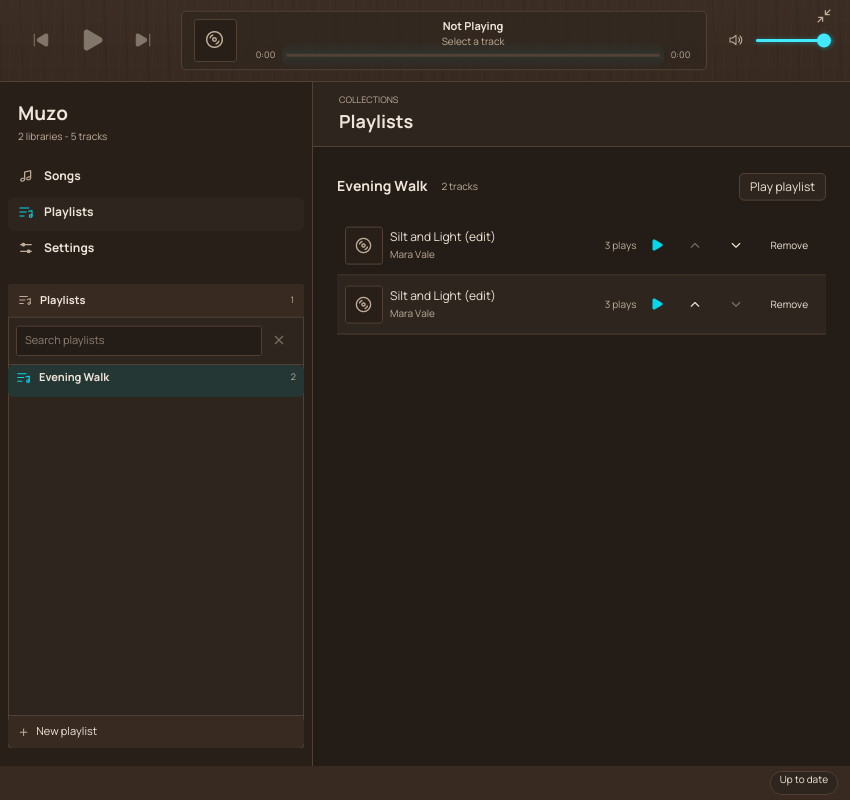 Not Playing
Select a track
0:00
0:00
Muzo
2 libraries - 5 tracks
Songs
Playlists
Settings
Playlists 1
Search playlists
Evening Walk 2
New playlist
COLLECTIONS
Playlists
Evening Walk 2 tracks Play playlist
Silt and Light (edit)
Mara Vale
3 plays Remove
Silt and Light (edit)
Mara Vale
3 plays Remove
Up to date